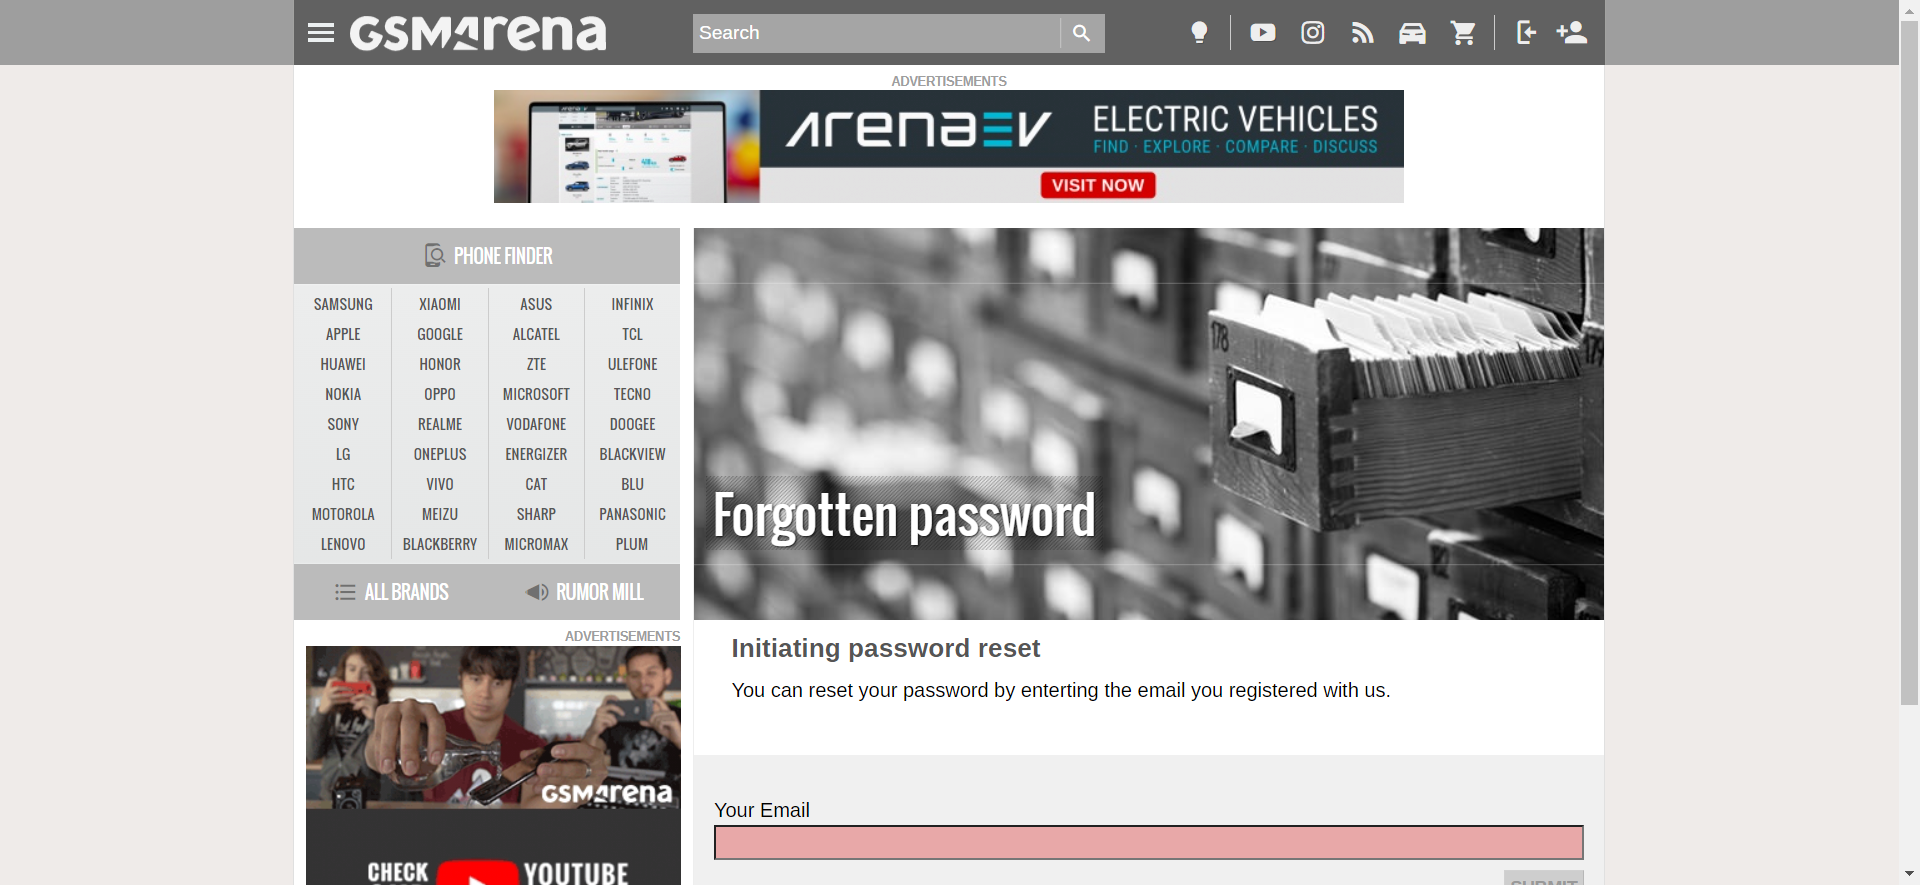 GSMArena
Search
ADVERTISEMENTS
arenaEV
ELECTRIC VEHICLES
FIND · EXPLORE · COMPARE · DISCUSS
VISIT NOW
PHONE FINDER
SAMSUNG XIAOMI ASUS INFINIX
APPLE GOOGLE ALCATEL TCL
HUAWEI HONOR ZTE ULEFONE
NOKIA OPPO MICROSOFT TECNO
SONY REALME VODAFONE DOOGEE
LG ONEPLUS ENERGIZER BLACKVIEW
HTC VIVO CAT BLU
MOTOROLA MEIZU SHARP PANASONIC
LENOVO BLACKBERRY MICROMAX PLUM
ALL BRANDS RUMOR MILL
ADVERTISEMENTS
GSMArena
CHECK
YOUTUBE
178
178
Forgotten password
Initiating password reset
You can reset your password by enterting the email you registered with us.
Your Email
SUBMIT